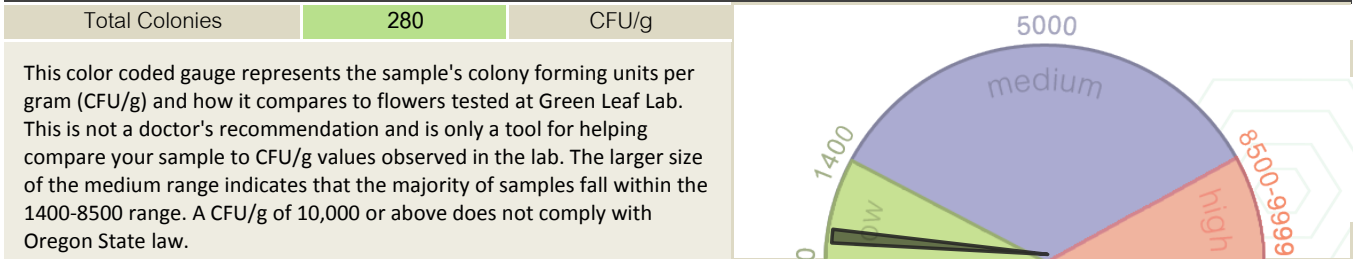 Total Colonies 280 CFU/g
This color coded gauge represents the sample's colony forming units per
gram (CFU/g) and how it compares to flowers tested at Green Leaf Lab.
This is not a doctor's recommendation and is only a tool for helping
compare your sample to CFU/g values observed in the lab. The larger size
of the medium range indicates that the majority of samples fall within the
1400-8500 range. A CFU/g of 10,000 or above does not comply with
Oregon State law.
5000
medium
1400
low
8500-9999
high
0